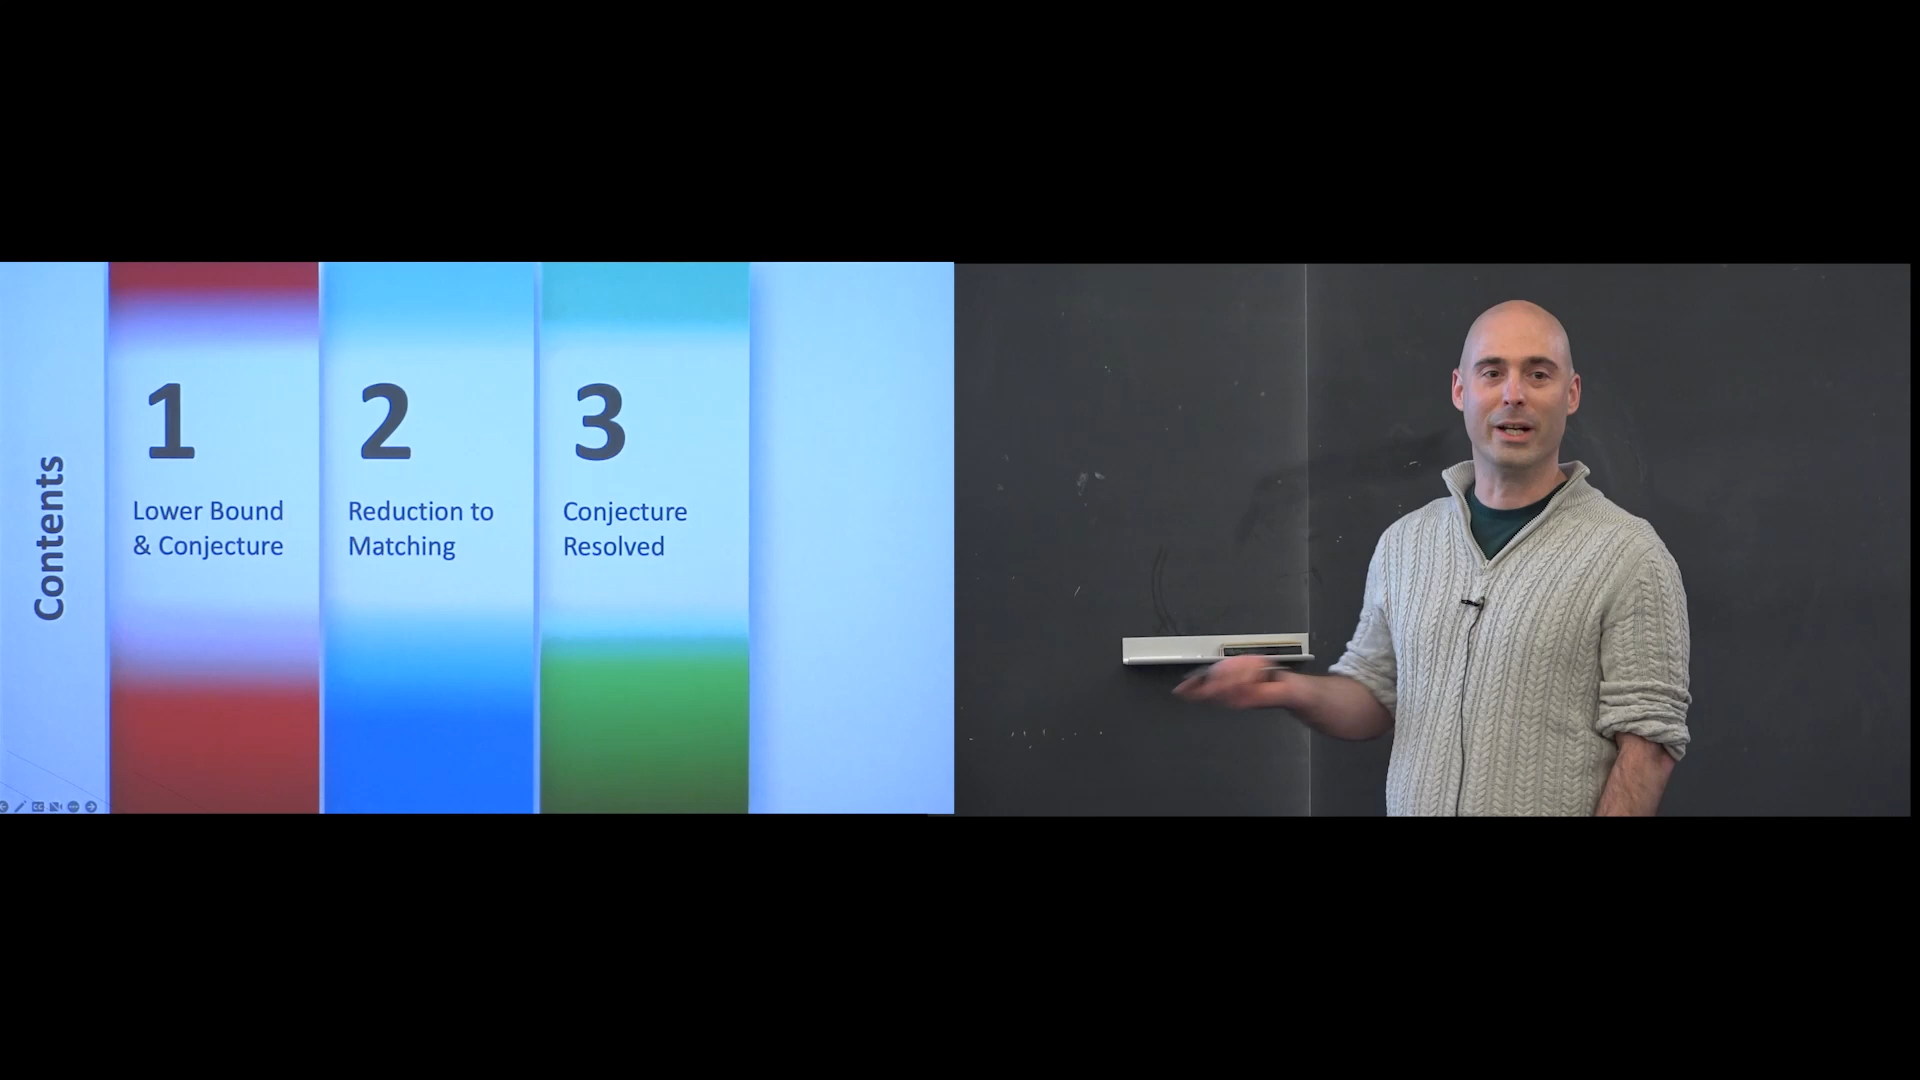 Contents
1
Lower Bound
& Conjecture
2
Reduction to
Matching
3
Conjecture
Resolved